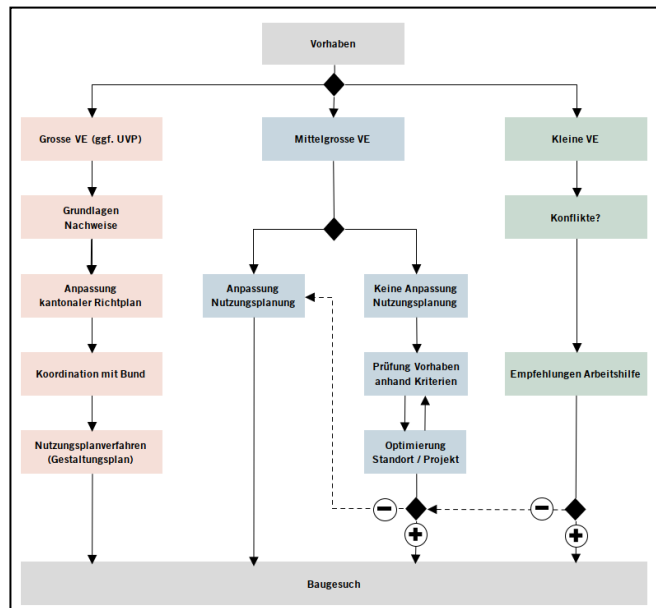 Vorhaben
Grosse VE (ggf. UVP)
Mittelgrosse VE
Kleine VE
Grundlagen
Nachweise
Konflikte?
Anpassung
kantonaler Richtplan
Anpassung
Nutzungsplanung
Keine Anpassung
Nutzungsplanung
Koordination mit Bund
Prüfung Vorhaben
anhand Kriterien
Empfehlungen Arbeitshilfe
Nutzungsplanverfahren
(Gestaltungsplan)
Optimierung
Standort / Projekt
−
−
+
+
Baugesuch